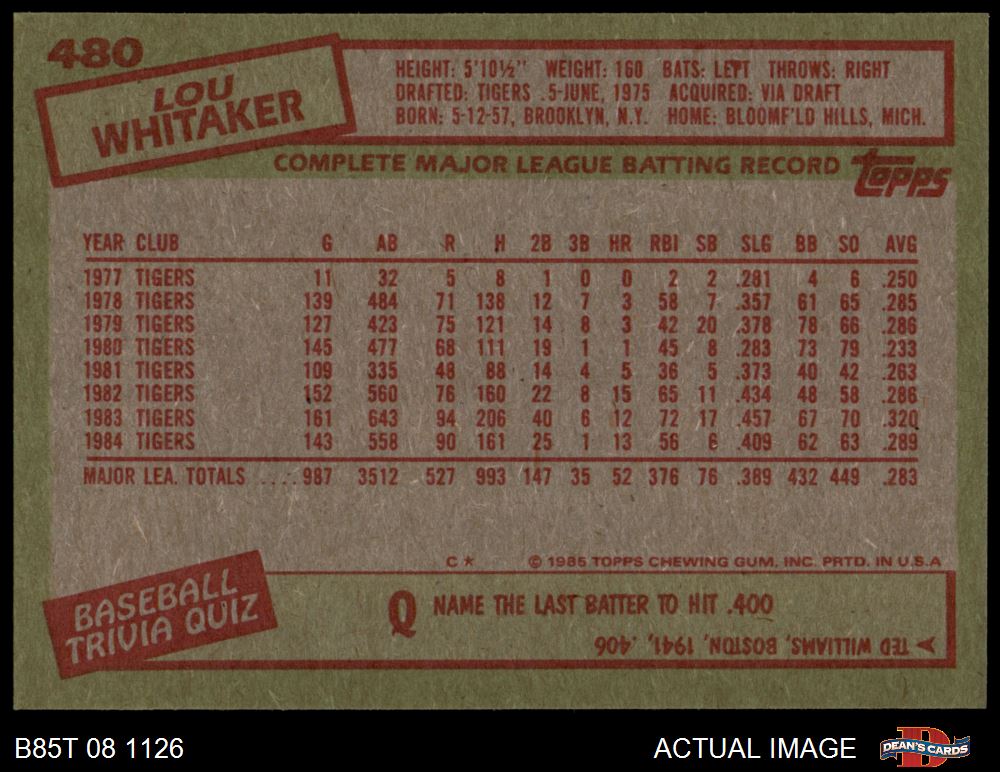 480
LOU
WHITAKER
HEIGHT: 5'10½" WEIGHT: 160 BATS: LEFT THROWS: RIGHT
DRAFTED: TIGERS .5-JUNE, 1975 ACQUIRED: VIA DRAFT
BORN: 5-12-57, BROOKLYN, N.Y. HOME: BLOOMF'LD HILLS, MICH.
COMPLETE MAJOR LEAGUE BATTING RECORD
TOPPS
YEAR CLUB G AB R H 2B 3B HR RBI SB SLG BB SO AVG
1977 TIGERS 11 32 5 8 1 0 0 2 2 .281 4 6 .250
1978 TIGERS 139 484 71 138 12 7 3 58 7 .357 61 65 .285
1979 TIGERS 127 423 75 121 14 8 3 42 20 .378 78 66 .286
1980 TIGERS 145 477 68 111 19 1 1 45 8 .283 73 79 .233
1981 TIGERS 109 335 48 88 14 4 5 36 5 .373 40 42 .263
1982 TIGERS 152 560 76 160 22 8 15 65 11 .434 48 58 .286
1983 TIGERS 161 643 94 206 40 6 12 72 17 .457 67 70 .320
1984 TIGERS 143 558 90 161 25 1 13 56 6 .409 62 63 .289
MAJOR LEA. TOTALS ....987 3512 527 993 147 35 52 376 76 .389 432 449 .283
C* © 1985 TOPPS CHEWING GUM, INC. PRTD. IN U.S.A
BASEBALL
TRIVIA QUIZ
Q NAME THE LAST BATTER TO HIT .400
TED WILLIAMS, BOSTON, 1941, .406
B85T 08 1126
ACTUAL IMAGE
D
DEAN'S CARDS